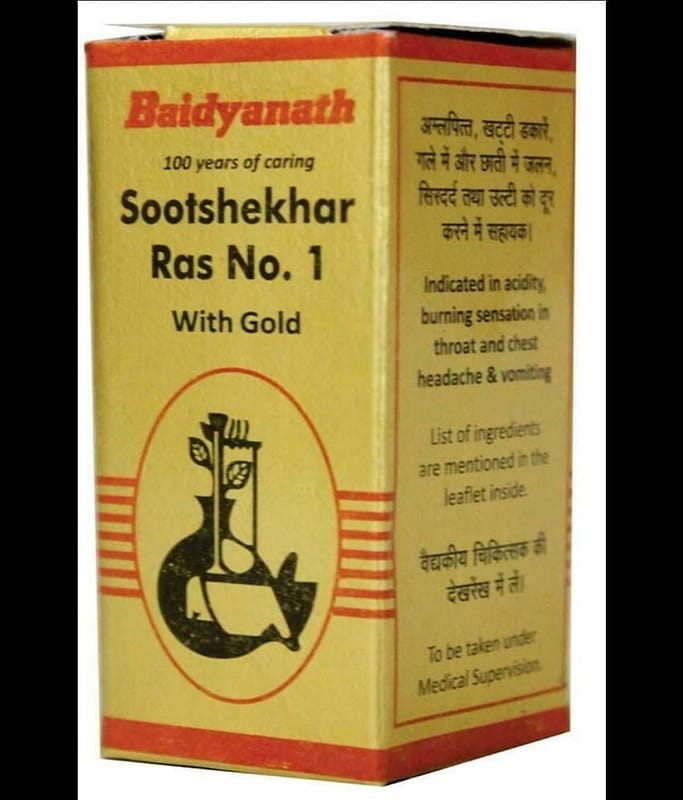 Baidyanath
100 years of caring
Sootshekhar
Ras No. 1
With Gold
अम्लपित्त, खट्टी डकारें,
गले में और छाती में जलन,
सिरदर्द तथा उल्टी को दूर
करने में सहायक।
Indicated in acidity,
burning sensation in
throat and chest
headache & vomiting
List of ingredients
are mentioned in the
leaflet inside.
वैद्यकीय चिकित्सक की
देखरेंख में लें।
To be taken under
Medical Supervision.